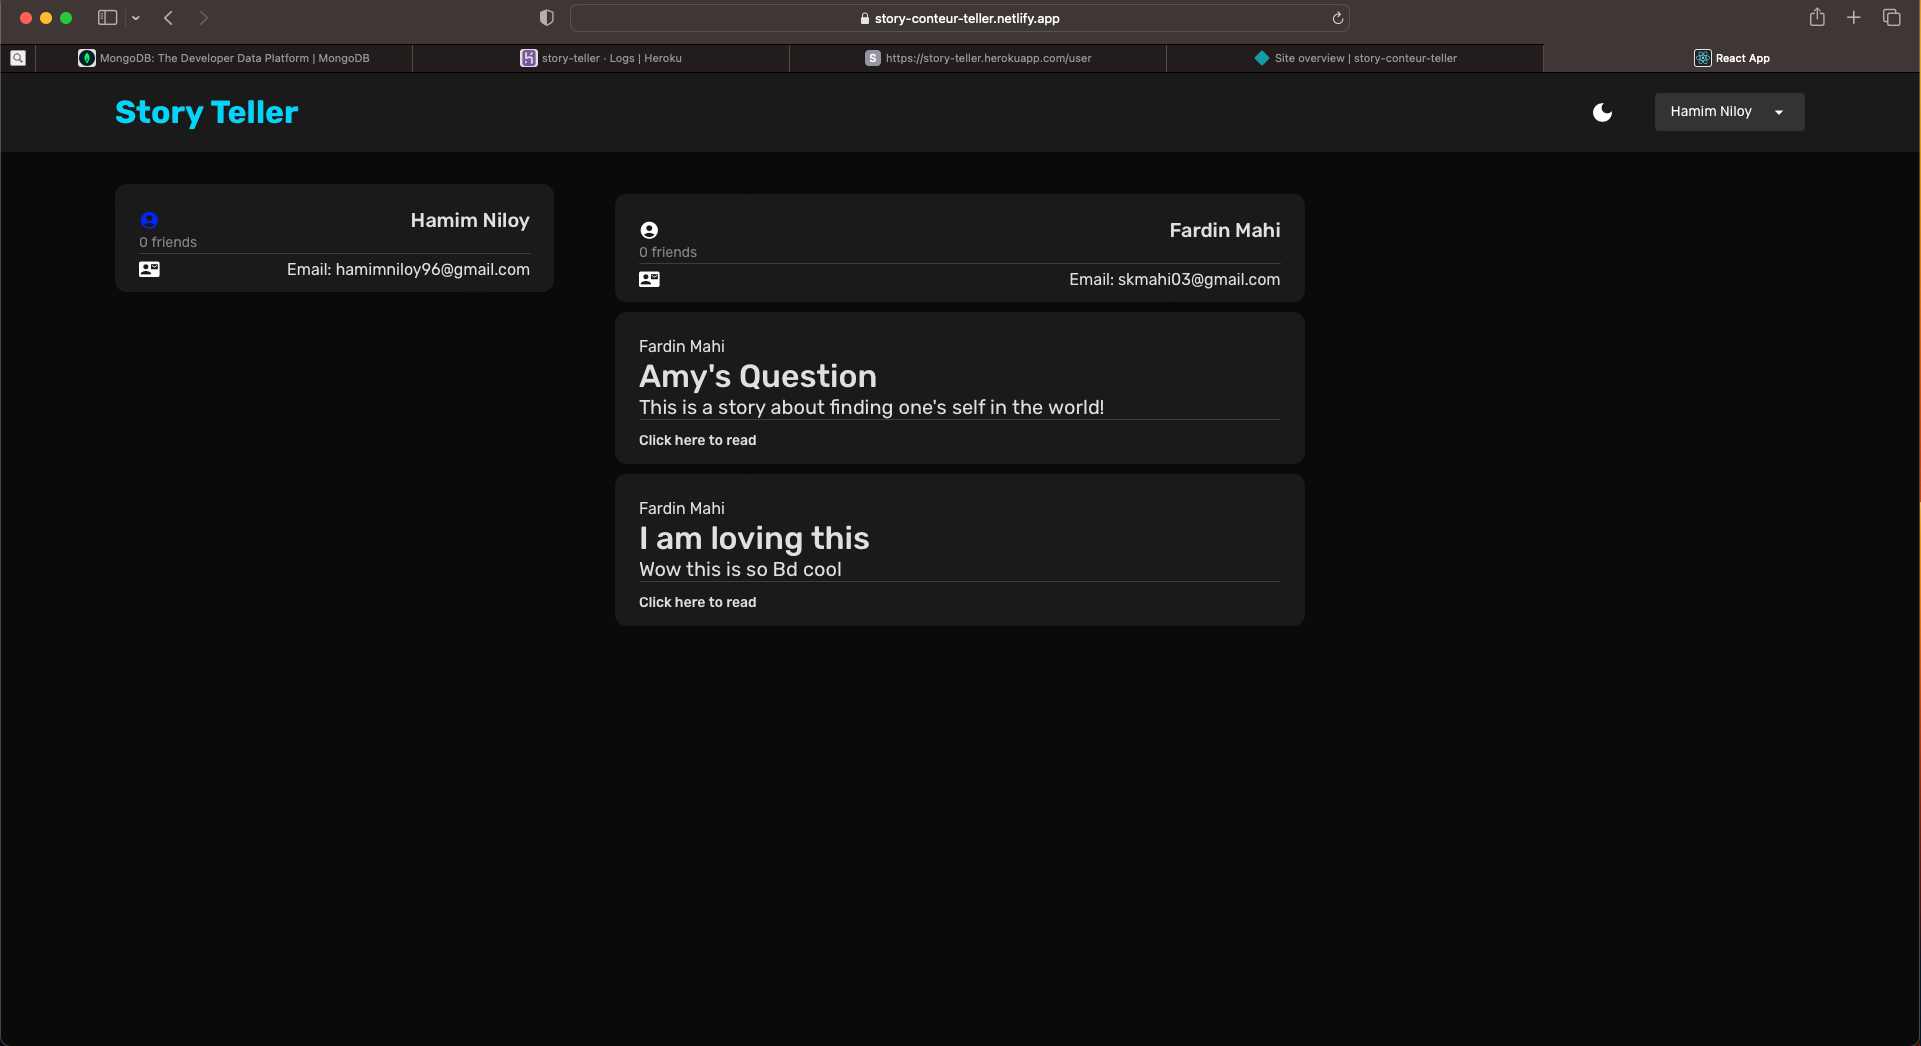 story-conteur-teller.netlify.app
MongoDB: The Developer Data Platform | MongoDB
story-teller · Logs | Heroku
S https://story-teller.herokuapp.com/user
Site overview | story-conteur-teller
React App
Story Teller
Hamim Niloy
Hamim Niloy
0 friends
Email: hamimniloy96@gmail.com
Fardin Mahi
0 friends
Email: skmahi03@gmail.com
Fardin Mahi
Amy's Question
This is a story about finding one's self in the world!
Click here to read
Fardin Mahi
I am loving this
Wow this is so Bd cool
Click here to read